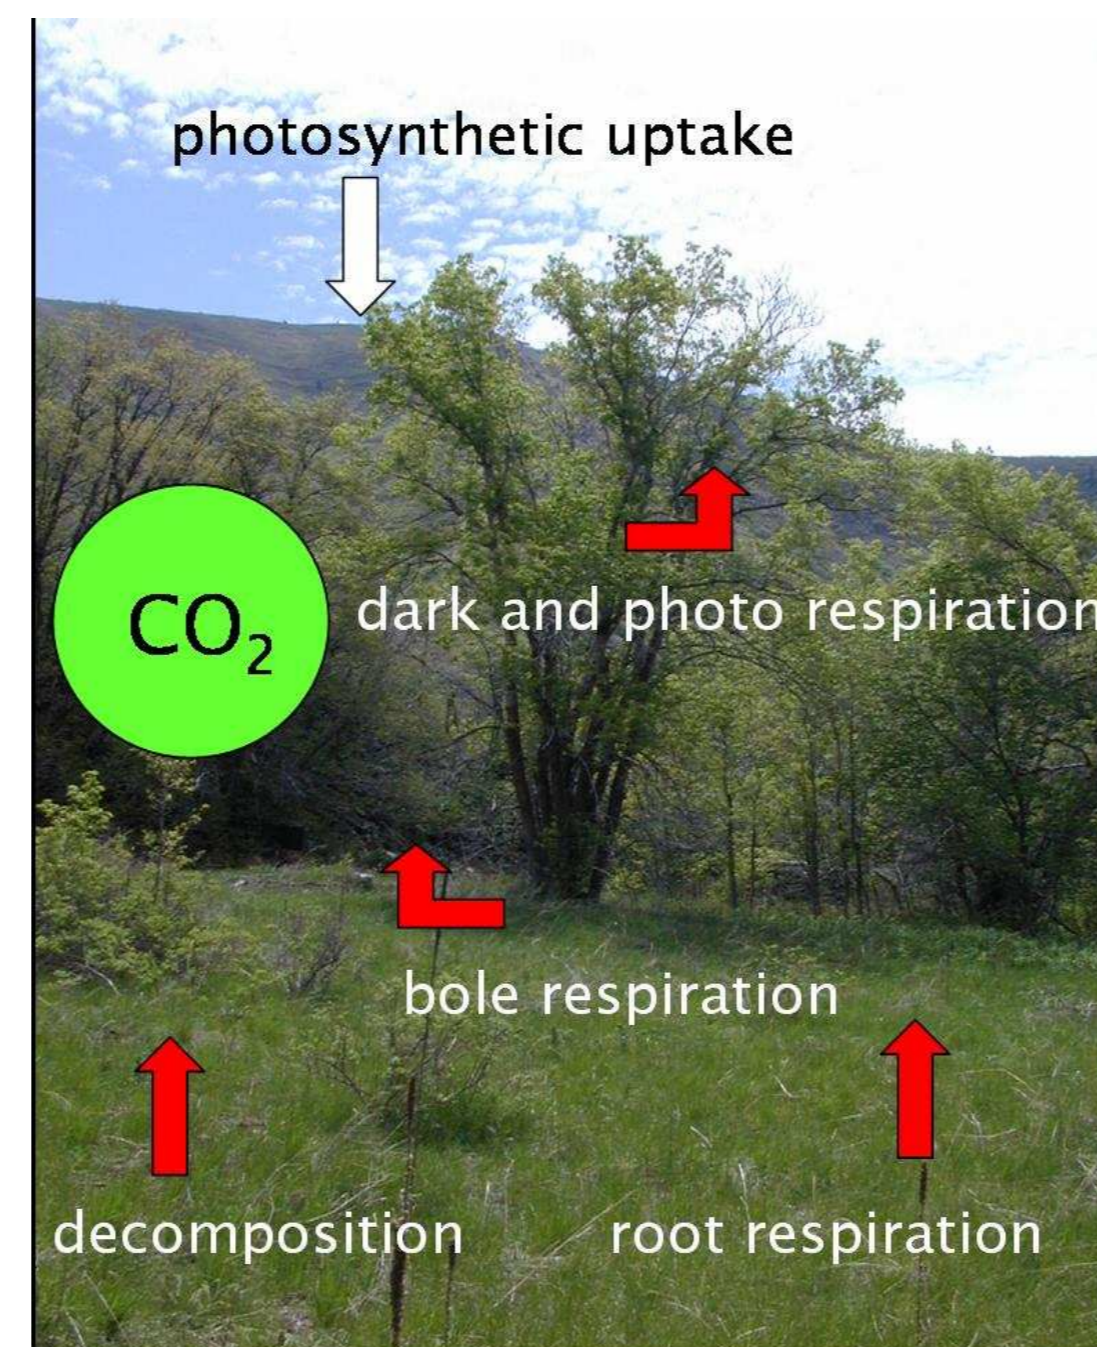 photosynthetic uptake
CO₂
dark and photo respiration
bole respiration
decomposition
root respiration